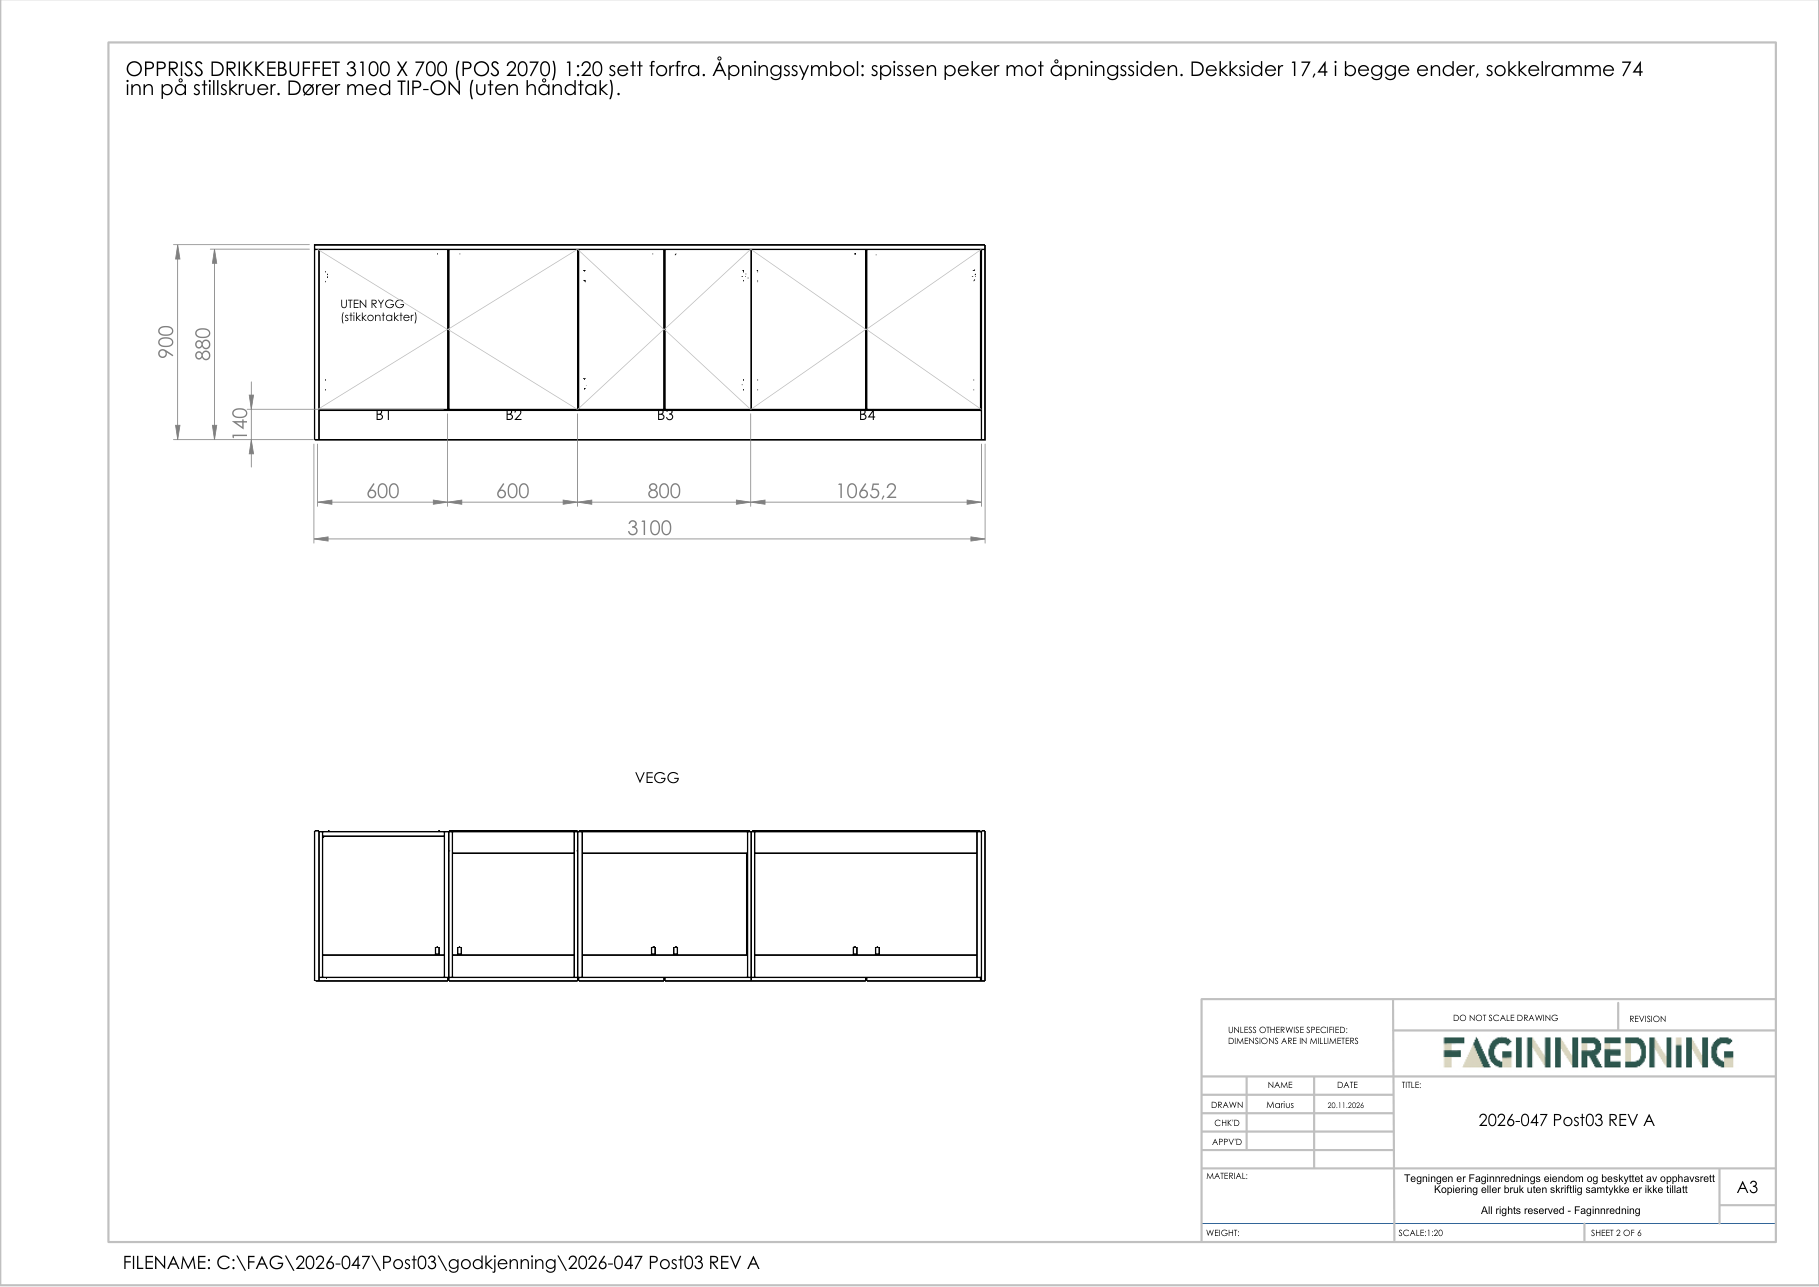 OPPRISS DRIKKEBUFFET 3100 X 700 (POS 2070) 1:20 sett forfra. Åpningssymbol: spissen peker mot åpningssiden. Dekksider 17,4 i begge ender, sokkelramme 74
inn på stillskruer. Dører med TIP-ON (uten håndtak).
UTEN RYGG
(stikkontakter)
900
880
140
B1
B2
B3
B4
600
600
800
1065,2
3100
VEGG
UNLESS OTHERWISE SPECIFIED:
DIMENSIONS ARE IN MILLIMETERS
DO NOT SCALE DRAWING
REVISION
FAGINNREDNING
NAME
DATE
TITLE:
DRAWN
Marius
20.11.2026
CHK'D
APPV'D
2026-047 Post03 REV A
MATERIAL:
Tegningen er Faginnrednings eiendom og beskyttet av opphavsrett
Kopiering eller bruk uten skriftlig samtykke er ikke tillatt
All rights reserved - Faginnredning
A3
WEIGHT:
SCALE:1:20
SHEET 2 OF 6
FILENAME: C:\FAG\2026-047\Post03\godkjenning\2026-047 Post03 REV A